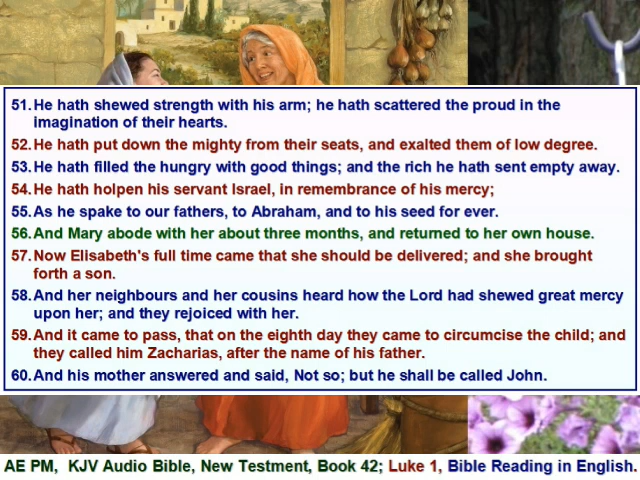 51. He hath shewed strength with his arm; he hath scattered the proud in the
imagination of their hearts.
52. He hath put down the mighty from their seats, and exalted them of low degree.
53. He hath filled the hungry with good things; and the rich he hath sent empty away.
54. He hath holpen his servant Israel, in remembrance of his mercy;
55. As he spake to our fathers, to Abraham, and to his seed for ever.
56. And Mary abode with her about three months, and returned to her own house.
57. Now Elisabeth's full time came that she should be delivered; and she brought
forth a son.
58. And her neighbours and her cousins heard how the Lord had shewed great mercy
upon her; and they rejoiced with her.
59. And it came to pass, that on the eighth day they came to circumcise the child; and
they called him Zacharias, after the name of his father.
60. And his mother answered and said, Not so; but he shall be called John.
AE PM, KJV Audio Bible, New Testment, Book 42; Luke 1, Bible Reading in English.